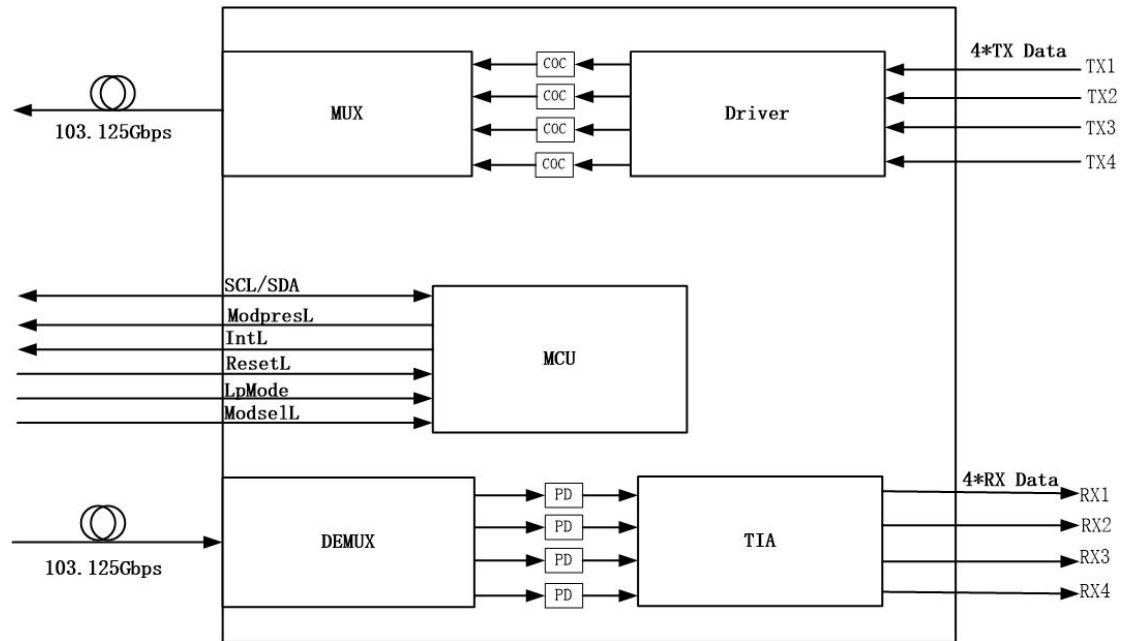 4*TX Data
TX1
TX2
TX3
TX4
COC
COC
COC
COC
MUX
Driver
103.125Gbps
SCL/SDA
ModpresL
IntL
ResetL
LpMode
ModselL
MCU
4*RX Data
RX1
RX2
RX3
RX4
PD
PD
PD
PD
DEMUX
TIA
103.125Gbps